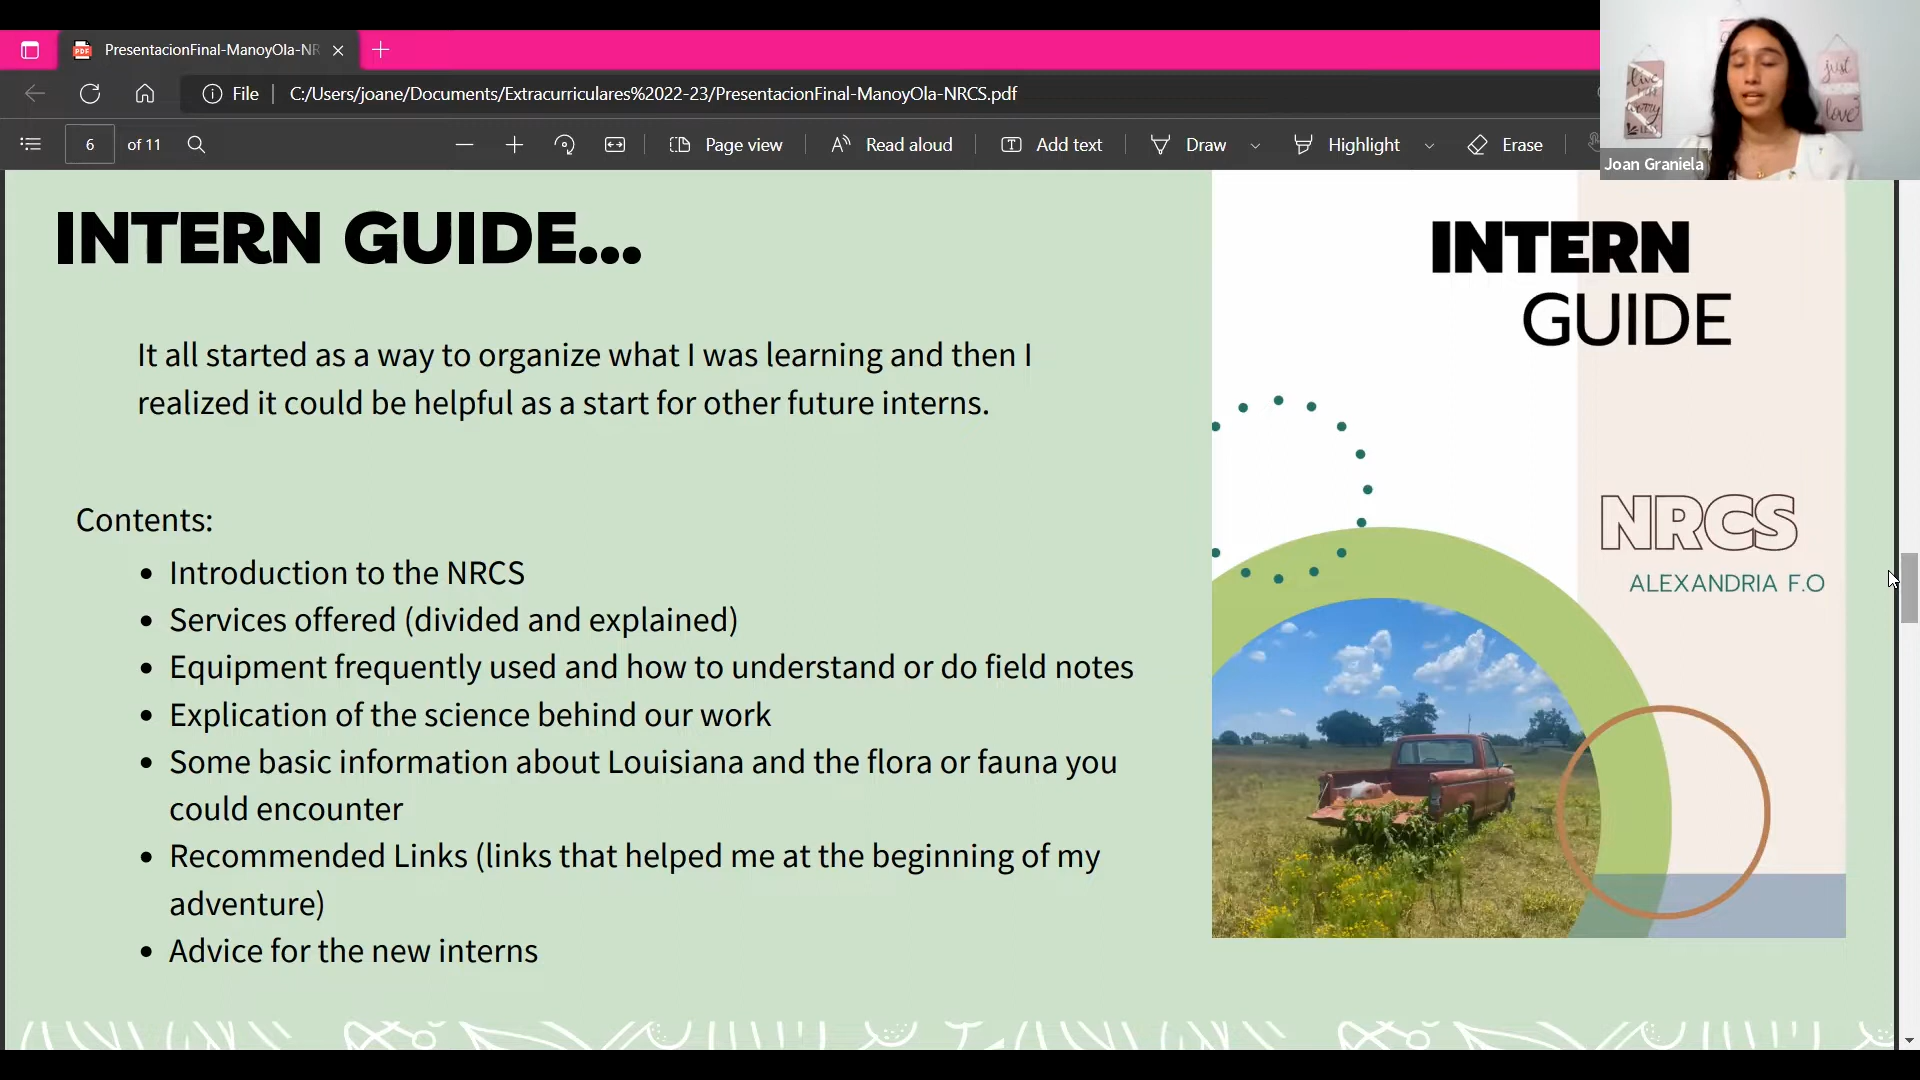 PresentacionFinal-ManoyOla-NR
File
C:/Users/joane/Documents/Extracurriculares%2022-23/PresentacionFinal-ManoyOla-NRCS.pdf
6 of 11
Page view
Read aloud
Add text
Draw
Highlight
Erase
just
love
Joan Graniela
INTERN GUIDE...
It all started as a way to organize what I was learning and then I
realized it could be helpful as a start for other future interns.
Contents:
• Introduction to the NRCS
• Services offered (divided and explained)
• Equipment frequently used and how to understand or do field notes
• Explication of the science behind our work
• Some basic information about Louisiana and the flora or fauna you
could encounter
• Recommended Links (links that helped me at the beginning of my
adventure)
• Advice for the new interns
INTERN
GUIDE
NRCS
ALEXANDRIA F.O